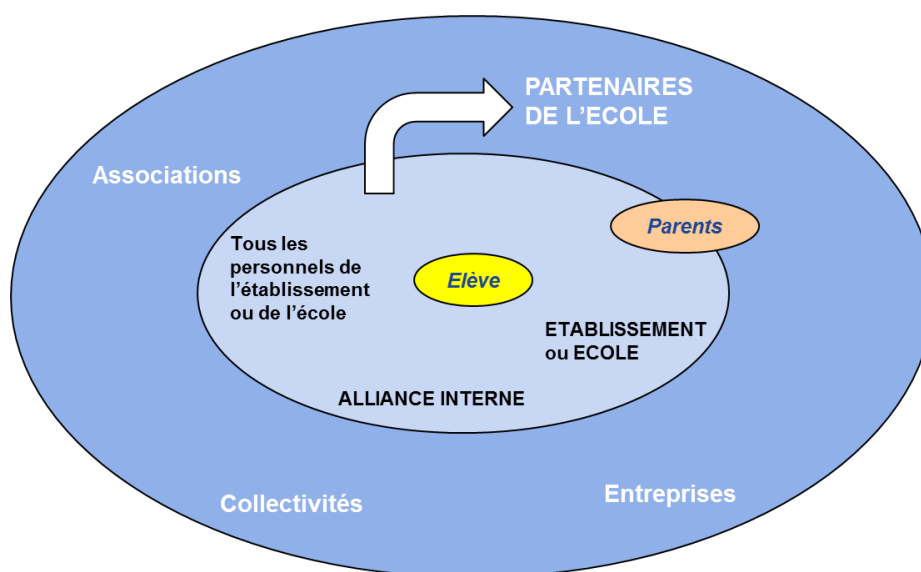 PARTENAIRES
DE L'ECOLE
Associations
Parents
Tous les
personnels de
l'établissement
ou de l'école
Elève
ETABLISSEMENT
ou ECOLE
ALLIANCE INTERNE
Entreprises
Collectivités